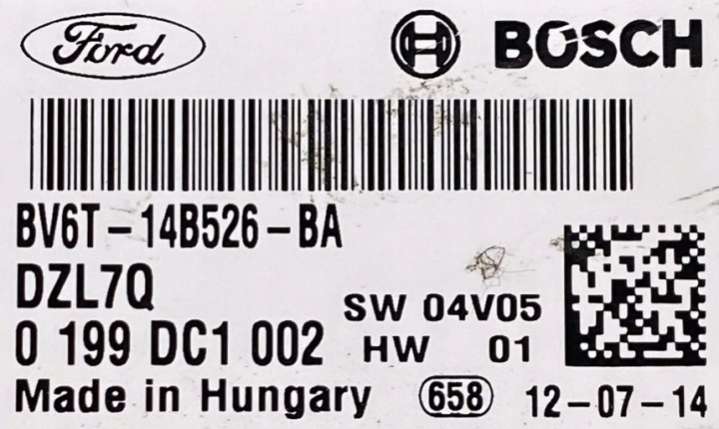 Ford BOSCH
BV6T-14B526-BA
DZL7Q
SW 04V05
0 199 DC1 002 HW 01
Made in Hungary 658 12-07-14